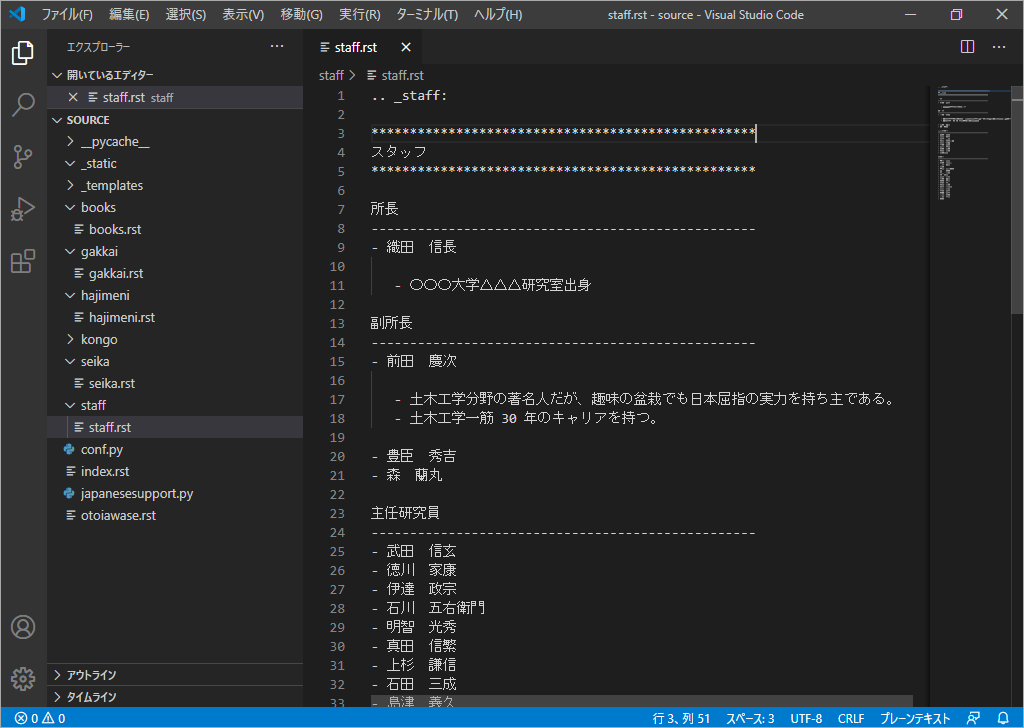 ファイル(F) 編集(E) 選択(S) 表示(V) 移動(G) 実行(R) ターミナル(T) ヘルプ(H) staff.rst - source - Visual Studio Code
エクスプローラー
開いているエディター
staff.rst staff
SOURCE
__pycache__
_static
_templates
books
books.rst
gakkai
gakkai.rst
hajimeni
hajimeni.rst
kongo
seika
seika.rst
staff
staff.rst
conf.py
index.rst
japanesesupport.py
otoiawase.rst
アウトライン
タイムライン
staff.rst
staff > staff.rst
1 .. _staff:
2
3 **************************************************
4 スタッフ
5 **************************************************
6
7 所長
8 --------------------------------------------------
9 - 織田　信長
10
11 - 〇〇〇大学△△△研究室出身
12
13 副所長
14 --------------------------------------------------
15 - 前田　慶次
16
17 - 土木工学分野の著名人だが、趣味の盆栽でも日本屈指の実力を持ち主である。
18 - 土木工学一筋 30 年のキャリアを持つ。
19
20 - 豊臣　秀吉
21 - 森　蘭丸
22
23 主任研究員
24 --------------------------------------------------
25 - 武田　信玄
26 - 徳川　家康
27 - 伊達　政宗
28 - 石川　五右衛門
29 - 明智　光秀
30 - 真田　信繁
31 - 上杉　謙信
32 - 石田　三成
33 - 島津　義久
0 0 行 3、列 51 スペース: 3 UTF-8 CRLF プレーンテキスト